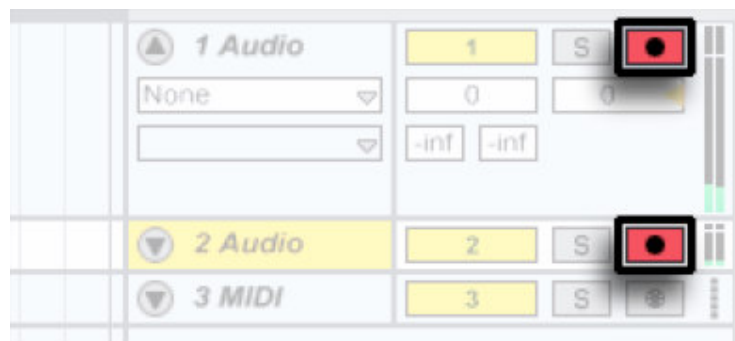 1 Audio 1 S
None 0 0
-inf -inf
2 Audio 2 S
3 MIDI 3 S